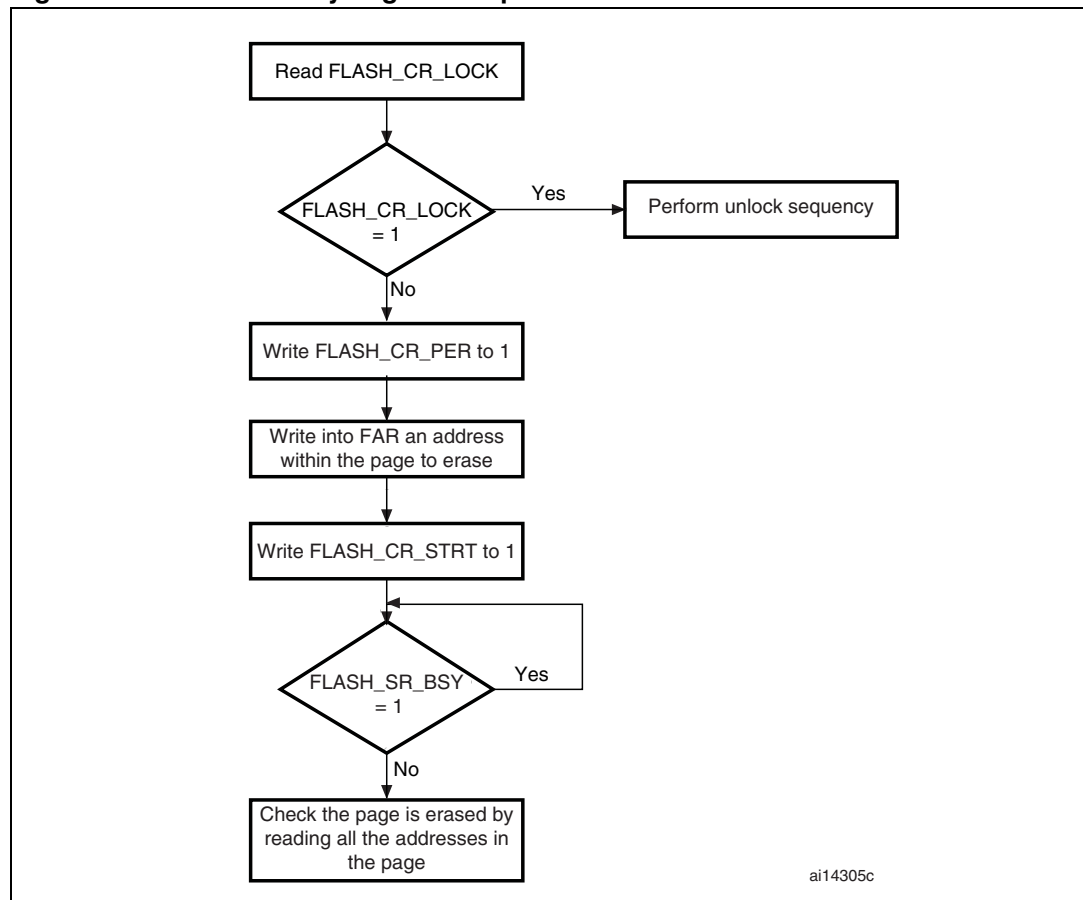 Read FLASH_CR_LOCK
FLASH_CR_LOCK
= 1
Yes
Perform unlock sequency
No
Write FLASH_CR_PER to 1
Write into FAR an address
within the page to erase
Write FLASH_CR_STRT to 1
FLASH_SR_BSY
= 1
Yes
No
Check the page is erased by
reading all the addresses in
the page
ai14305c